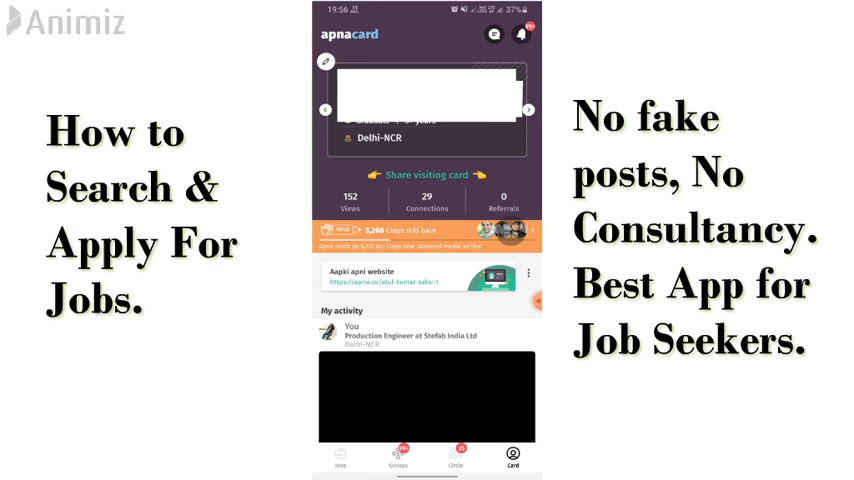 Animiz
How to
Search &
Apply For
Jobs.
19:56
37%
apnacard
99+
Delhi-NCR
Share visiting card
152
29
0
Views
Connections
Referrals
GOLD
3,268 Claps mili hain
Aapki apni website
https://apna.co/atul-kumar-sahu-1
My activity
You
Production Engineer at Stefab India Ltd
Delhi-NCR
99+
35
Jobs
Groups
Circle
Card
No fake
posts, No
Consultancy.
Best App for
Job Seekers.